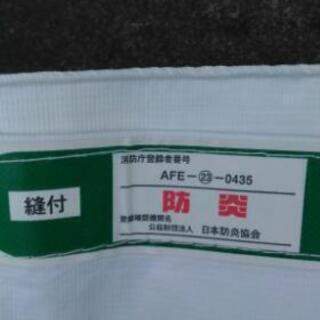 消防庁登録者番号
AFE-㉓-0435
縫付
防炎
登録確認機関名
公益財団法人 日本防炎協会